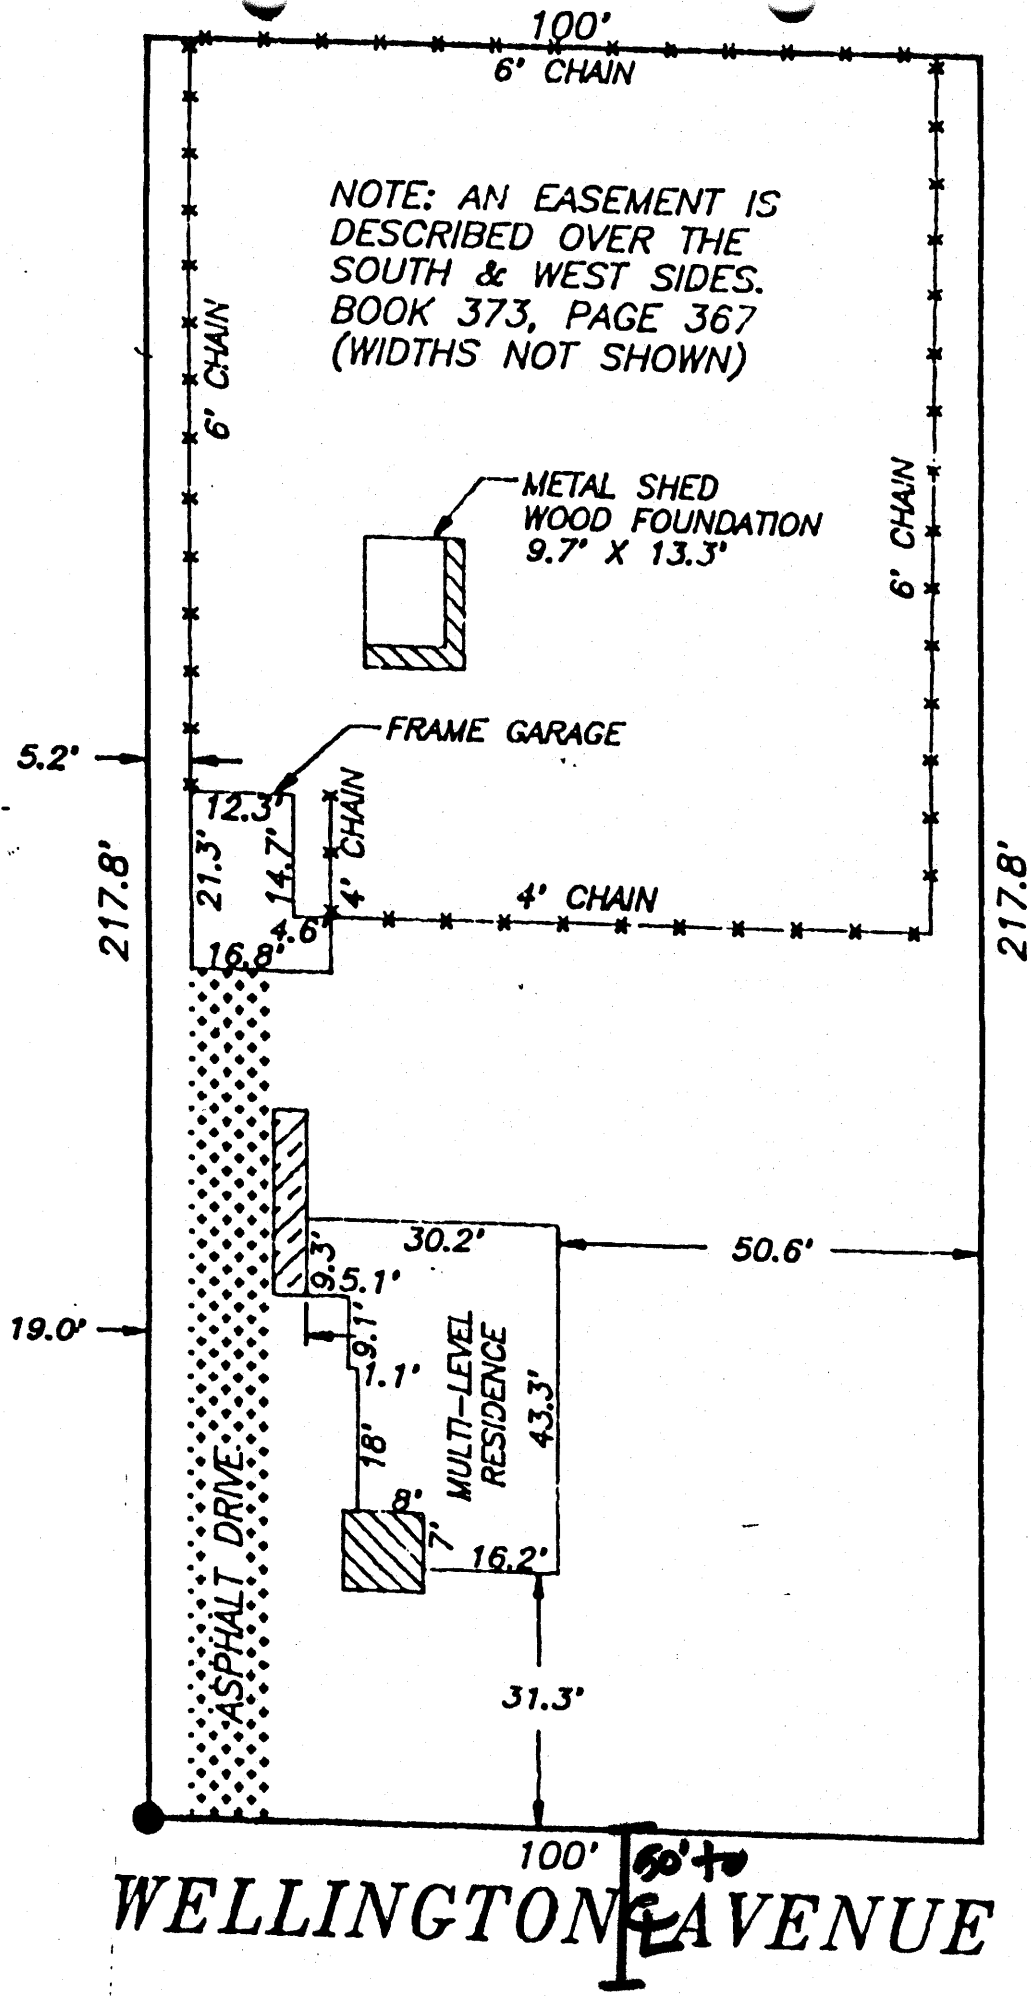 100'
6' CHAIN
NOTE: AN EASEMENT IS
DESCRIBED OVER THE
SOUTH & WEST SIDES.
BOOK 373, PAGE 367
(WIDTHS NOT SHOWN)
6' CHAIN
METAL SHED
WOOD FOUNDATION
9.7' X 13.3'
6' CHAIN
FRAME GARAGE
5.2'
12.3'
21.3'
14.7'
4' CHAIN
217.8'
217.8'
4' CHAIN
4.6'
16.8'
30.2'
50.6'
9.3'
5.1'
19.0'
9.1'
1.1'
MULTI-LEVEL
RESIDENCE
43.3'
18'
8'
7'
16.2'
ASPHALT DRIVE
31.3'
100'
50' to
℄
WELLINGTON AVENUE